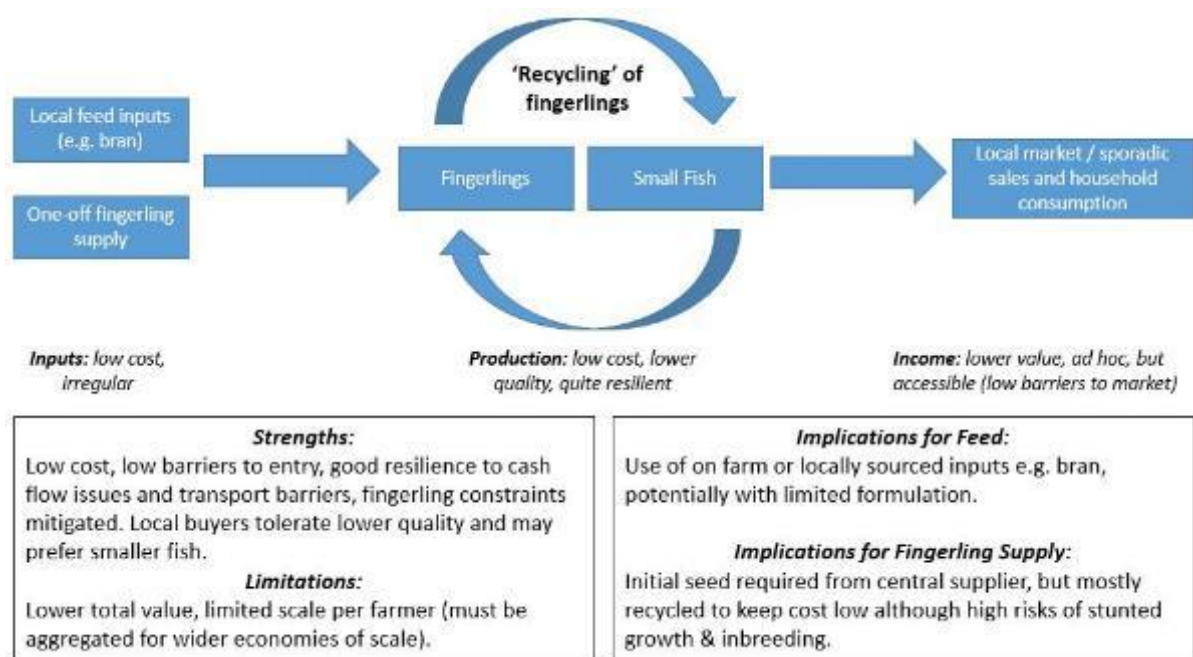 'Recycling' of
fingerlings
Local feed inputs
(e.g. bran)
One-off fingerling
supply
Fingerlings
Small Fish
Local market / sporadic
sales and household
consumption
Inputs: low cost,
irregular
Production: low cost, lower
quality, quite resilient
Income: lower value, ad hoc, but
accessible (low barriers to market)
Strengths:
Low cost, low barriers to entry, good resilience to cash
flow issues and transport barriers, fingerling constraints
mitigated. Local buyers tolerate lower quality and may
prefer smaller fish.
Limitations:
Lower total value, limited scale per farmer (must be
aggregated for wider economies of scale).
Implications for Feed:
Use of on farm or locally sourced inputs e.g. bran,
potentially with limited formulation.
Implications for Fingerling Supply:
Initial seed required from central supplier, but mostly
recycled to keep cost low although high risks of stunted
growth & inbreeding.